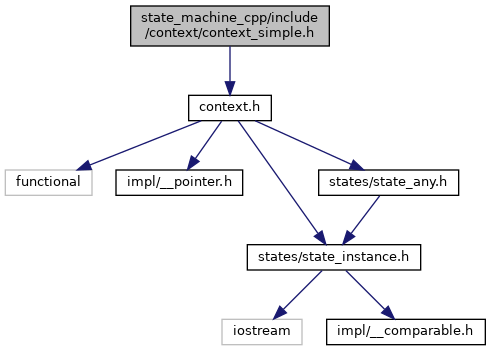 state_machine_cpp/include
/context/context_simple.h
context.h
functional
impl/__pointer.h
states/state_any.h
states/state_instance.h
iostream
impl/__comparable.h